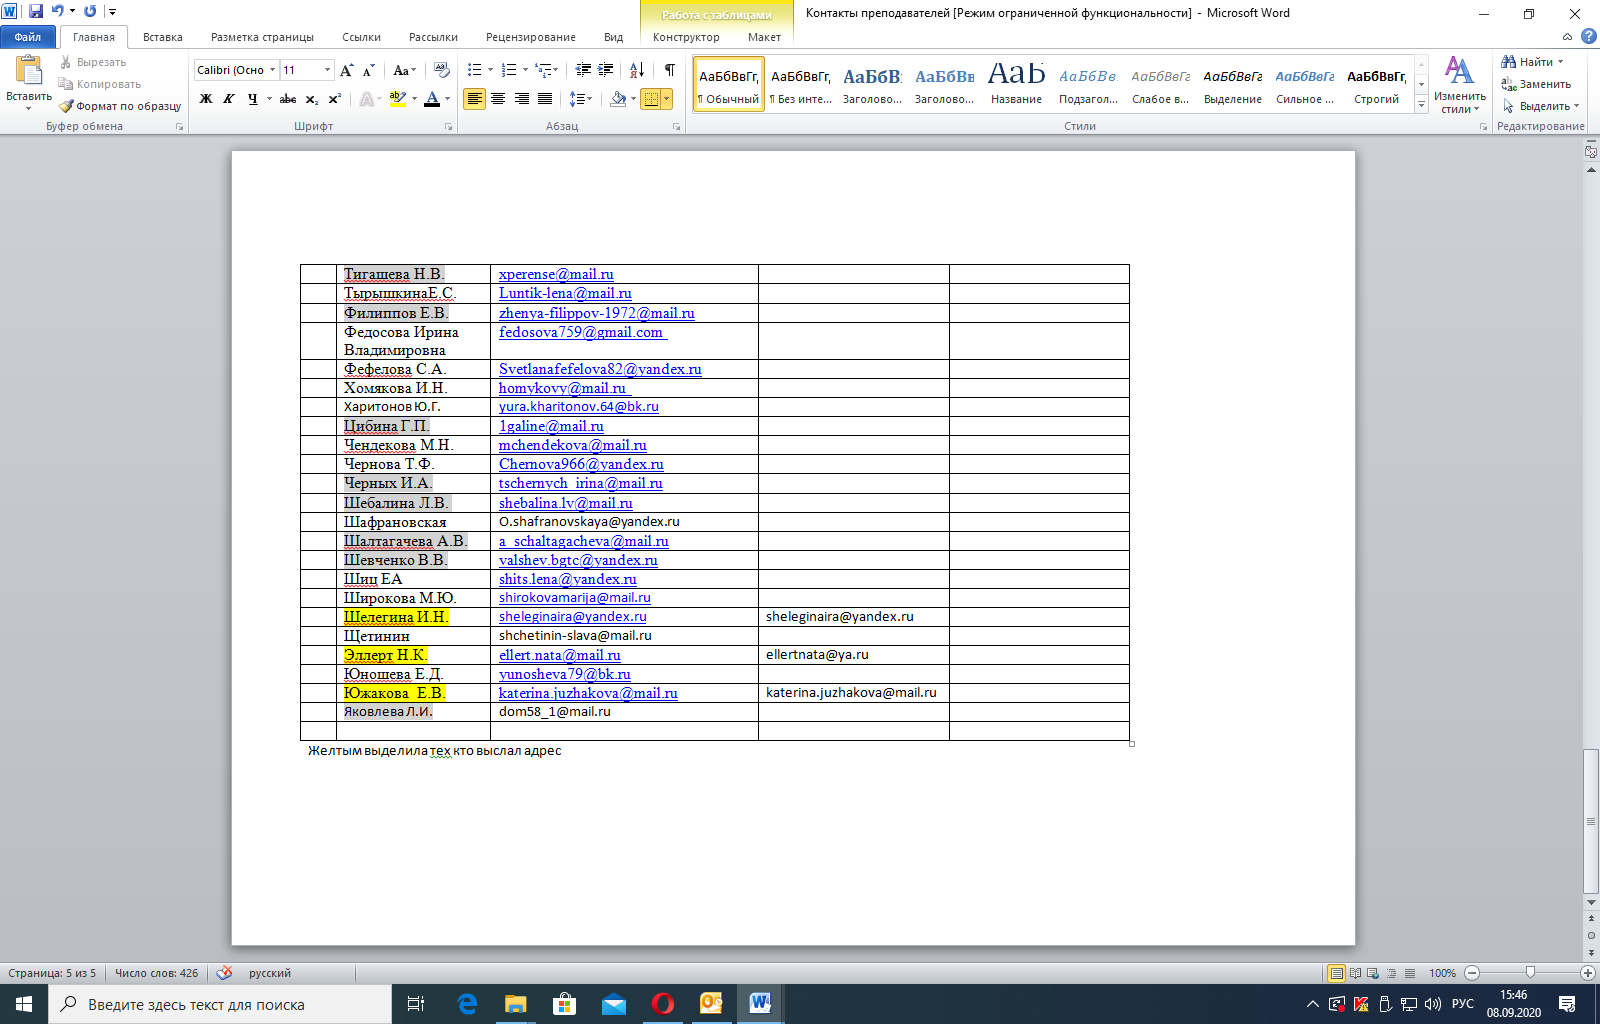 Работа с таблицами
Контакты преподавателей [Режим ограниченной функциональности] - Microsoft Word
Файл Главная Вставка Разметка страницы Ссылки Рассылки Рецензирование Вид Конструктор Макет
Вставить
Вырезать
Копировать
Формат по образцу
Буфер обмена
Calibri (Осно 11
Шрифт
Абзац
АаБбВвГг, АаБбВвГг, АаБбВ АаБбВв АаБ АаБбВв. АаБбВвГг АаБбВвГг АаБбВвГг АаБбВвГг,
¶ Обычный ¶ Без инте... Заголово... Заголово... Название Подзагол... Слабое в... Выделение Сильное ... Строгий
Изменить стили
Стили
Найти
Заменить
Выделить
Редактирование
Тигашева Н.В. xperense@mail.ru
ТырышкинаЕ.С. Luntik-lena@mail.ru
Филиппов Е.В. zhenya-filippov-1972@mail.ru
Федосова Ирина fedosova759@gmail.com
Владимировна
Фефелова С.А. Svetlanafefelova82@yandex.ru
Хомякова И.Н. homykovy@mail.ru
Харитонов Ю.Г. yura.kharitonov.64@bk.ru
Цибина Г.П. 1galine@mail.ru
Чендекова М.Н. mchendekova@mail.ru
Чернова Т.Ф. Chernova966@yandex.ru
Черных И.А. tschernych_irina@mail.ru
Шебалина Л.В. shebalina.lv@mail.ru
Шафрановская O.shafranovskaya@yandex.ru
Шалтагачева А.В. a_schaltagacheva@mail.ru
Шевченко В.В. valshev.bgtc@yandex.ru
Шиц ЕА shits.lena@yandex.ru
Широкова М.Ю. shirokovamarija@mail.ru
Шелегина И.Н. sheleginaira@yandex.ru sheleginaira@yandex.ru
Щетинин shchetinin-slava@mail.ru
Эллерт Н.К. ellert.nata@mail.ru ellertnata@ya.ru
Юношева Е.Д. yunosheva79@bk.ru
Южакова Е.В. katerina.juzhakova@mail.ru katerina.juzhakova@mail.ru
Яковлева Л.И. dom58_1@mail.ru
Желтым выделила тех кто выслал адрес
Страница: 5 из 5 Число слов: 426 русский 100%
Введите здесь текст для поиска
РУС
15:46
08.09.2020